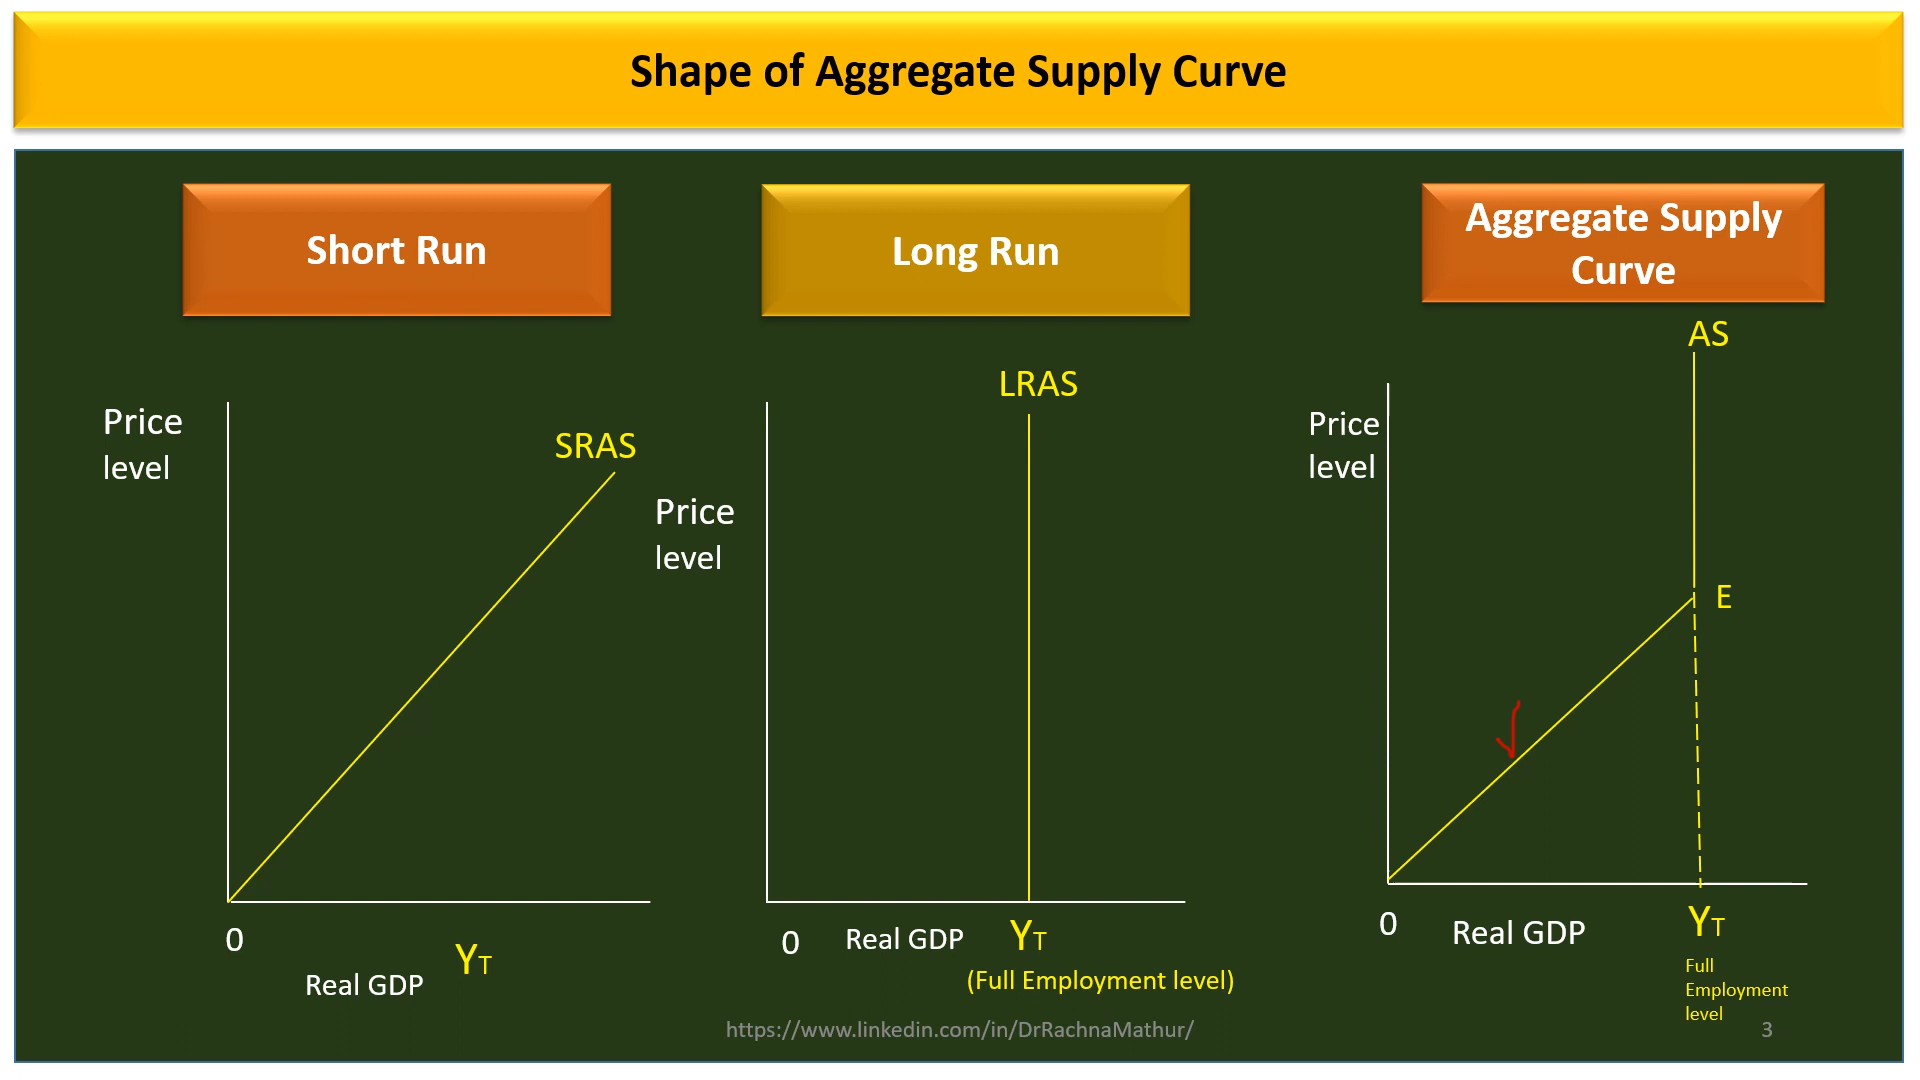 Shape of Aggregate Supply Curve
Short Run
Price
level
SRAS
0
Real GDP
YT
Long Run
LRAS
Price
level
0
Real GDP
YT
(Full Employment level)
Aggregate Supply
Curve
AS
Price
level
E
0
Real GDP
YT
Full
Employment
level
https://www.linkedin.com/in/DrRachnaMathur/
3